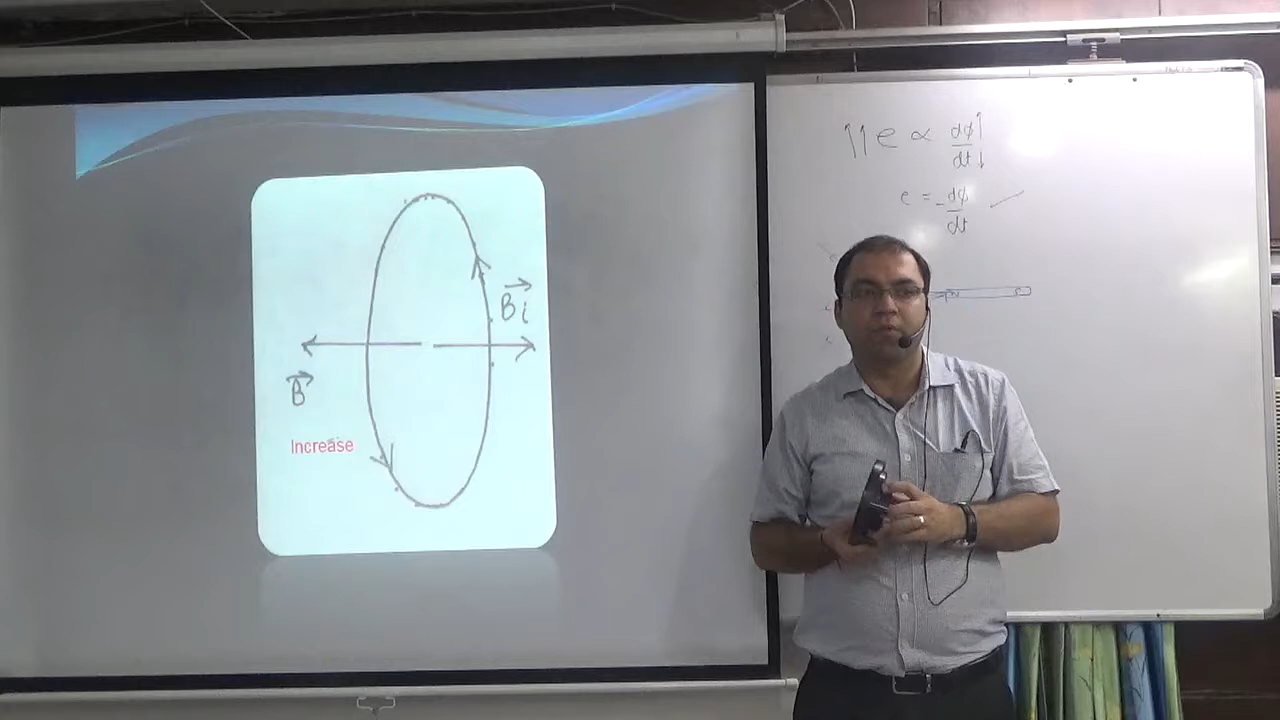 B⃗i
B⃗
Increase
↑↑ e ∝ dφ↑/dt↓
e = -dφ/dt